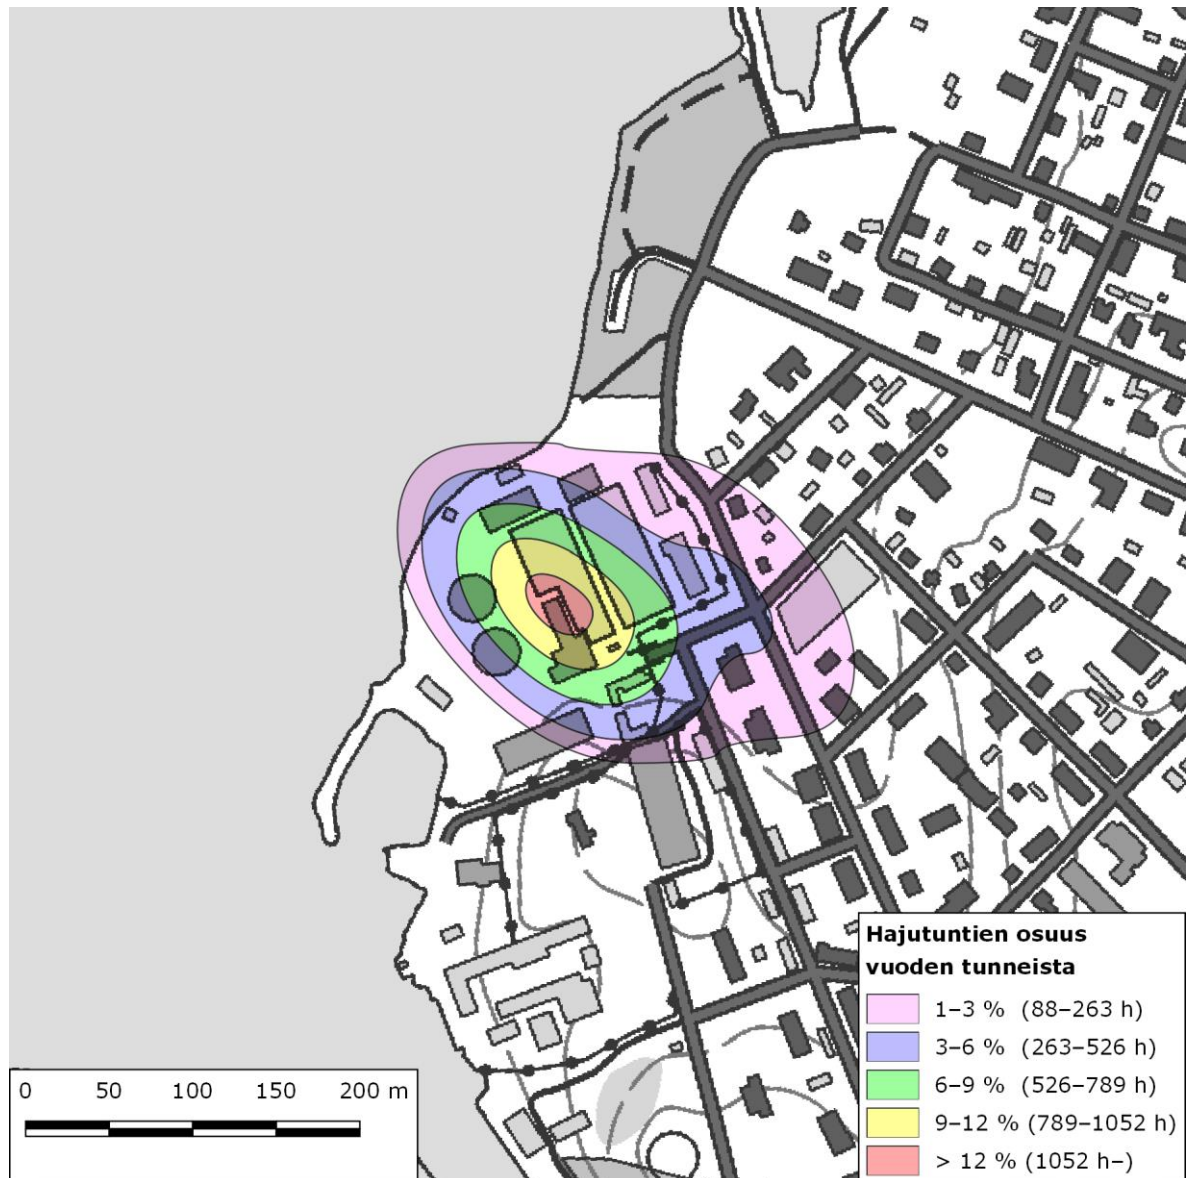 Hajutuntien osuus
vuoden tunneista
1–3 % (88–263 h)
3–6 % (263–526 h)
6–9 % (526–789 h)
9–12 % (789–1052 h)
> 12 % (1052 h–)
0 50 100 150 200 m